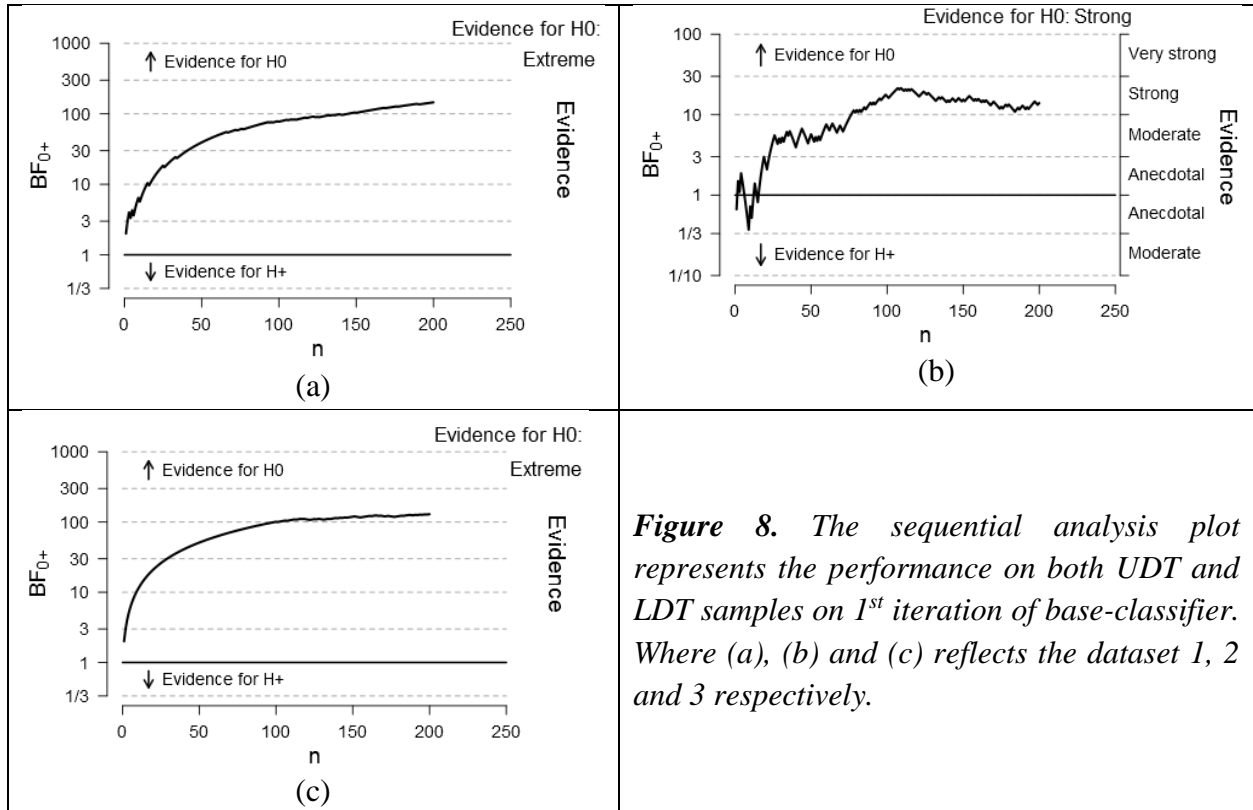 Evidence for H0:
Extreme
1000
300
100
30
10
3
1
1/3
BF0+
↑ Evidence for H0
↓ Evidence for H+
Evidence
0 50 100 150 200 250
n
(a)
Evidence for H0: Strong
100
30
10
3
1
1/3
1/10
BF0+
↑ Evidence for H0
↓ Evidence for H+
Very strong
Strong
Moderate
Anecdotal
Anecdotal
Moderate
Evidence
0 50 100 150 200 250
n
(b)
Evidence for H0:
Extreme
1000
300
100
30
10
3
1
1/3
BF0+
↑ Evidence for H0
↓ Evidence for H+
Evidence
0 50 100 150 200 250
n
(c)
Figure 8. The sequential analysis plot
represents the performance on both UDT and
LDT samples on 1st iteration of base-classifier.
Where (a), (b) and (c) reflects the dataset 1, 2
and 3 respectively.